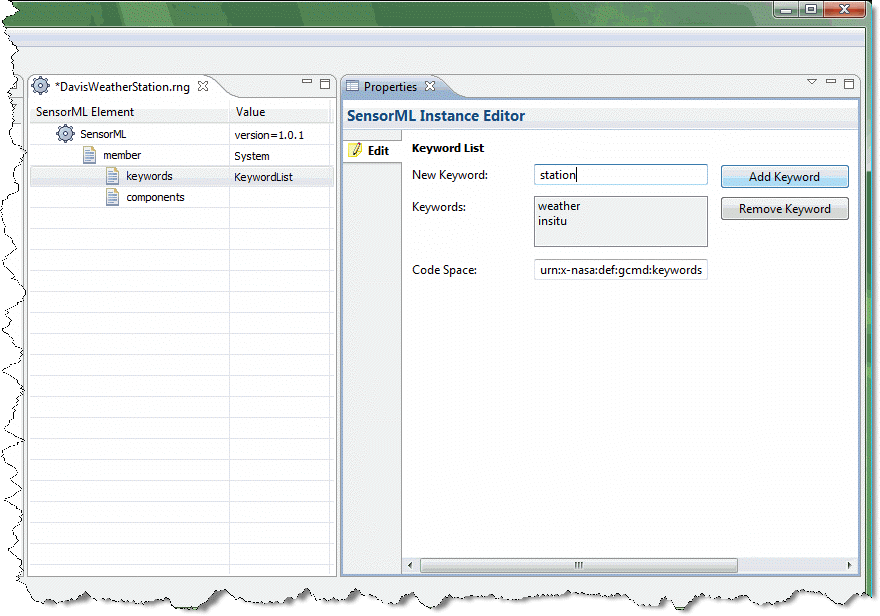 *DavisWeatherStation.rng
SensorML Element Value
SensorML version=1.0.1
member System
keywords KeywordList
components
Properties
SensorML Instance Editor
Edit
Keyword List
New Keyword: station Add Keyword
Keywords: weather Remove Keyword
insitu
Code Space: urn:x-nasa:def:gcmd:keywords